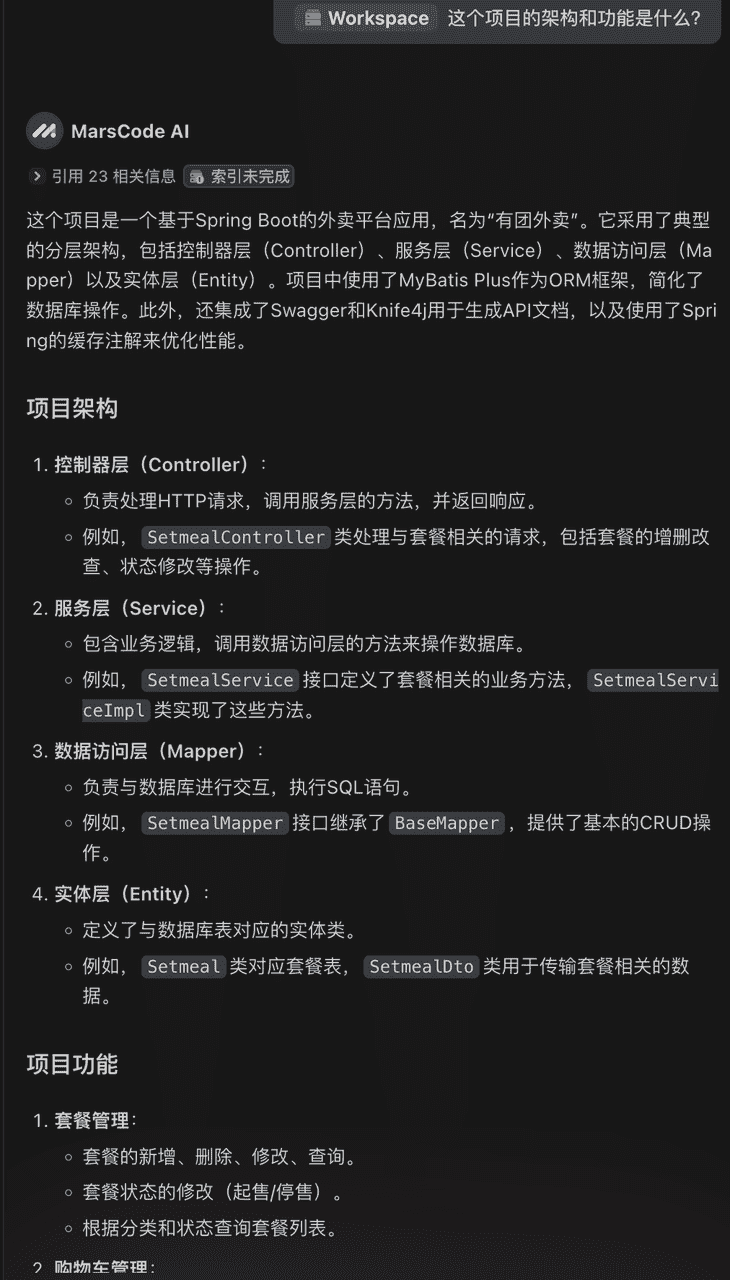 Workspace 这个项目的架构和功能是什么?
MarsCode AI
引用 23 相关信息 索引未完成
这个项目是一个基于Spring Boot的外卖平台应用，名为“有团外卖”。它采用了典型
的分层架构，包括控制器层（Controller）、服务层（Service）、数据访问层（Ma
pper）以及实体层（Entity）。项目中使用了MyBatis Plus作为ORM框架，简化了
数据库操作。此外，还集成了Swagger和Knife4j用于生成API文档，以及使用了Spri
ng的缓存注解来优化性能。
项目架构
1. 控制器层（Controller）:
◦ 负责处理HTTP请求，调用服务层的方法，并返回响应。
◦ 例如， SetmealController 类处理与套餐相关的请求，包括套餐的增删改
查、状态修改等操作。
2. 服务层（Service）:
◦ 包含业务逻辑，调用数据访问层的方法来操作数据库。
◦ 例如， SetmealService 接口定义了套餐相关的业务方法， SetmealServi
ceImpl 类实现了这些方法。
3. 数据访问层（Mapper）:
◦ 负责与数据库进行交互，执行SQL语句。
◦ 例如， SetmealMapper 接口继承了 BaseMapper ，提供了基本的CRUD操
作。
4. 实体层（Entity）:
◦ 定义了与数据库表对应的实体类。
◦ 例如， Setmeal 类对应套餐表， SetmealDto 类用于传输套餐相关的数
据。
项目功能
1. 套餐管理:
◦ 套餐的新增、删除、修改、查询。
◦ 套餐状态的修改（起售/停售）。
◦ 根据分类和状态查询套餐列表。
2. 购物车管理: